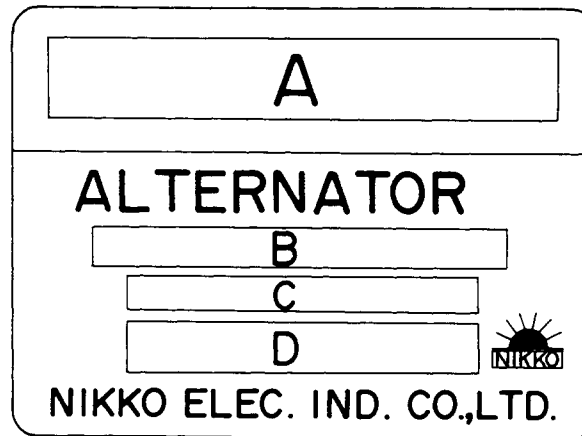 A
ALTERNATOR
B
C
D
NIKKO
NIKKO ELEC. IND. CO.,LTD.